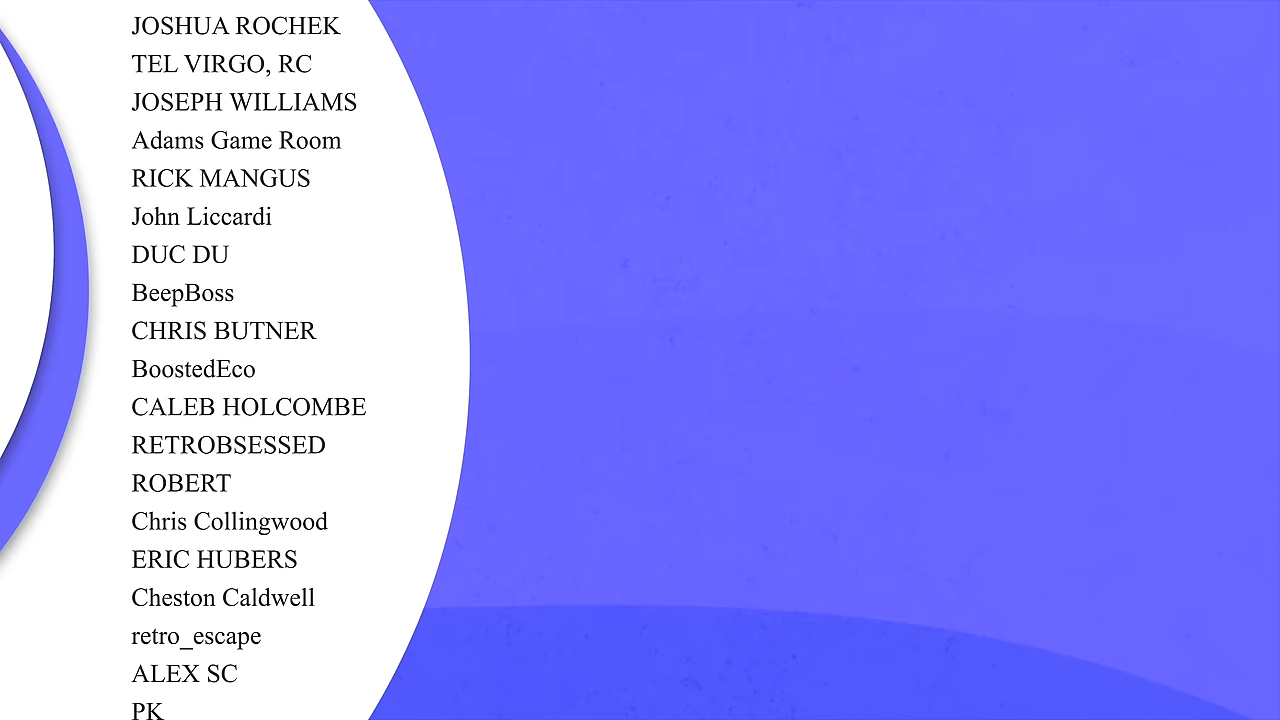 JOSHUA ROCHEK
TEL VIRGO, RC
JOSEPH WILLIAMS
Adams Game Room
RICK MANGUS
John Liccardi
DUC DU
BeepBoss
CHRIS BUTNER
BoostedEco
CALEB HOLCOMBE
RETROBSESSED
ROBERT
Chris Collingwood
ERIC HUBERS
Cheston Caldwell
retro_escape
ALEX SC
PK